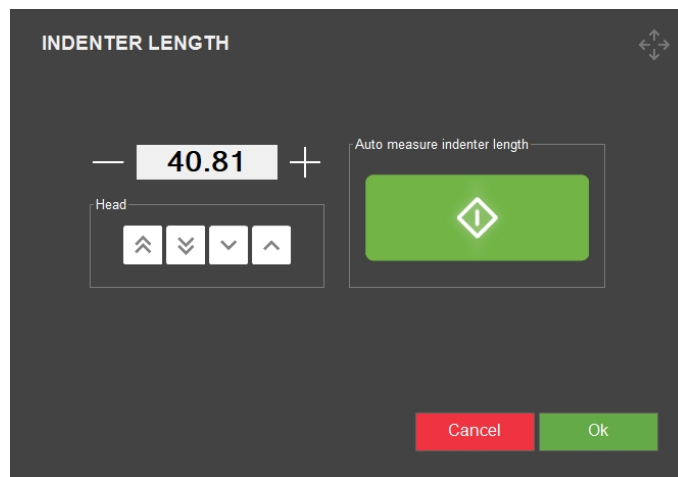 INDENTER LENGTH
40.81
Auto measure indenter length
Head
Cancel
Ok